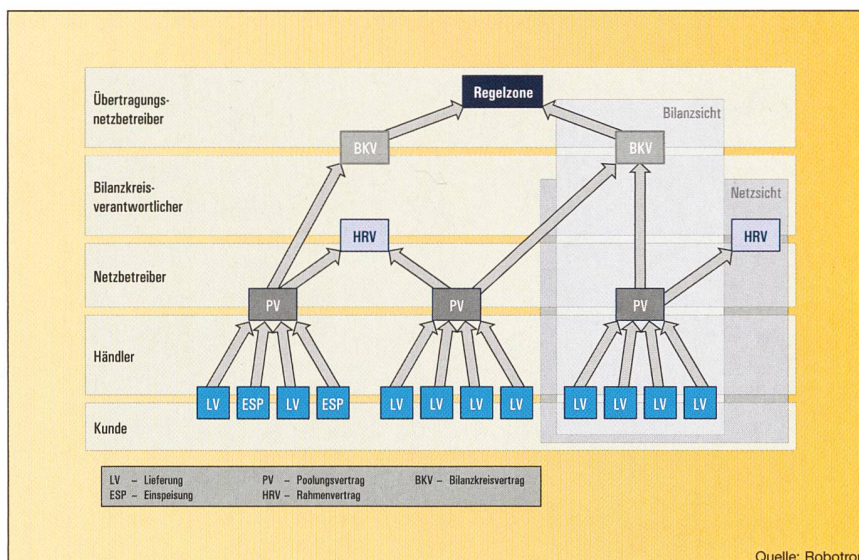 Regelzone
Übertragungs-
netzbetreiber
Bilanzsicht
BKV
BKV
Bilanzkreis-
verantwortlicher
Netzsicht
HRV
HRV
Netzbetreiber
PV
PV
PV
Händler
LV
ESP
LV
ESP
LV
LV
LV
LV
LV
LV
LV
LV
Kunde
LV – Lieferung PV – Poolungsvertrag BKV – Bilanzkreisvertrag
ESP – Einspeisung HRV – Rahmenvertrag
Quelle: Robotron